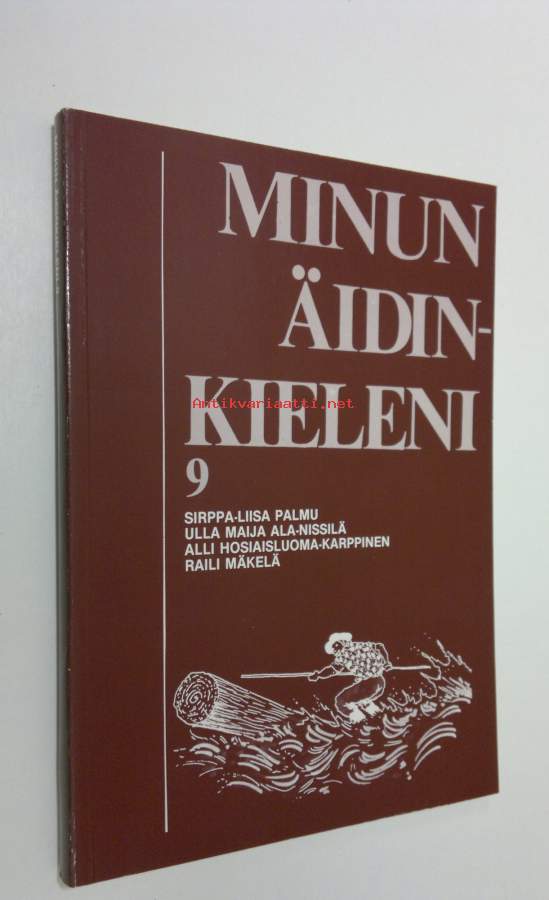 MINUN
ÄIDIN-
KIELENI
Antikvariaatti.net
9
SIRPPA-LIISA PALMU
ULLA MAIJA ALA-NISSILÄ
ALLI HOSIAISLUOMA-KARPPINEN
RAILI MÄKELÄ